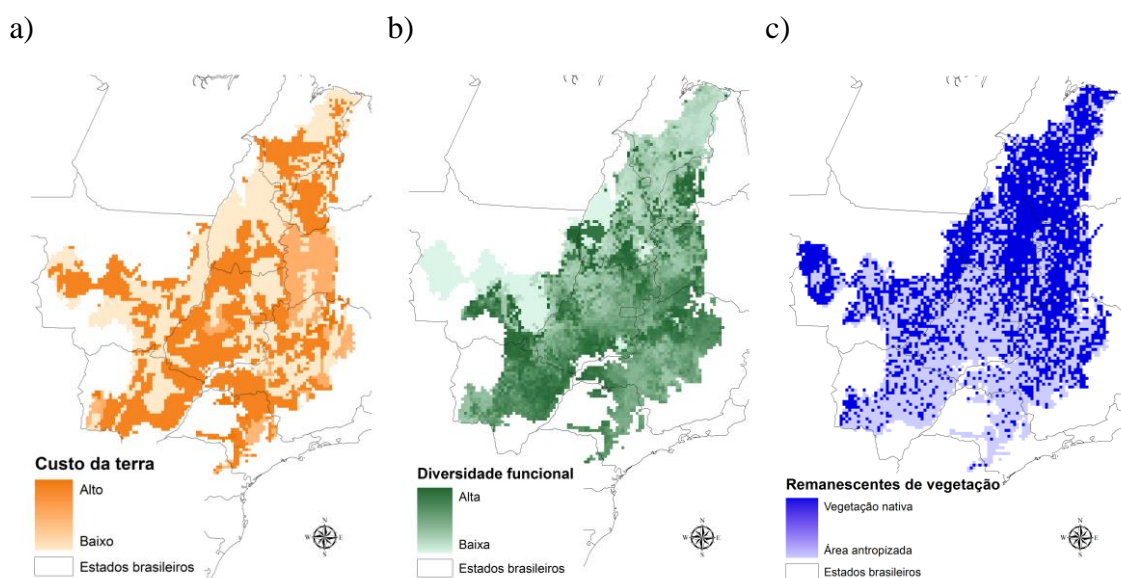 a)
b)
c)
Custo da terra
Alto
Baixo
Estados brasileiros
N
W
E
S
Diversidade funcional
Alta
Baixa
Estados brasileiros
N
W
E
S
Remanescentes de vegetação
Vegetação nativa
Área antropizada
Estados brasileiros
N
W
E
S